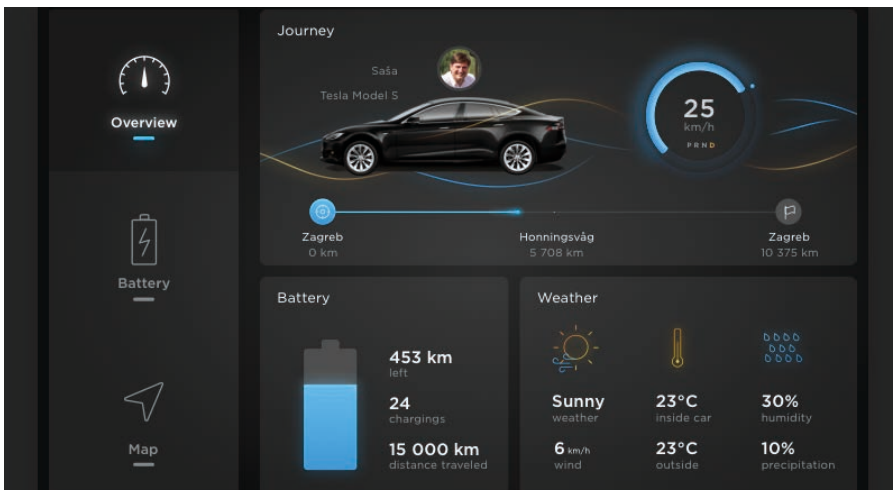 Overview
Battery
Map
Journey
Saša
Tesla Model S
25
km/h
PRND
Zagreb
0 km
Honningsvåg
5 708 km
Zagreb
10 375 km
Battery
453 km
left
24
chargings
15 000 km
distance traveled
Weather
Sunny
weather
23°C
inside car
30%
humidity
6 km/h
wind
23°C
outside
10%
precipitation